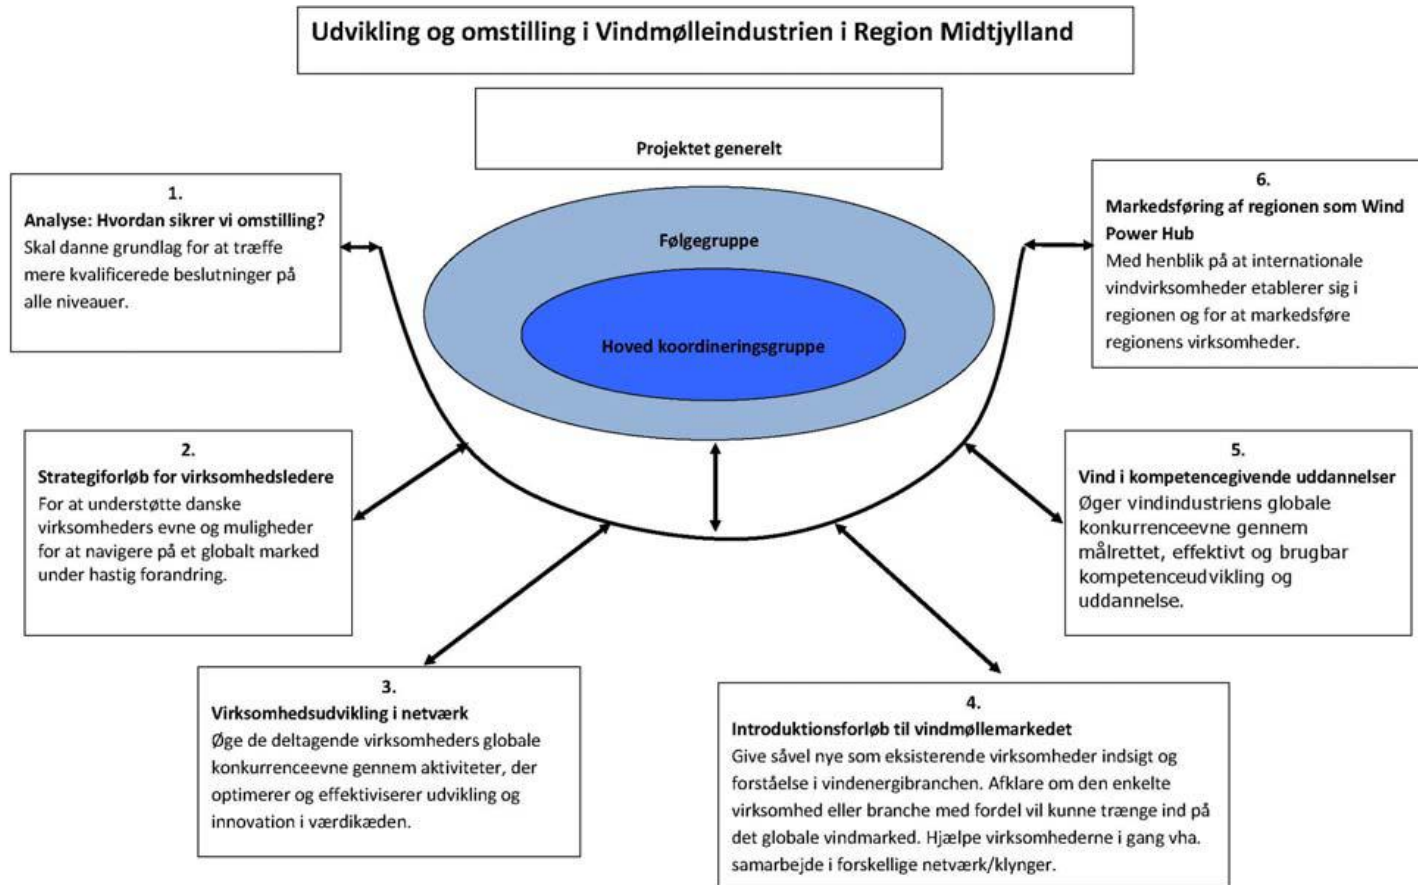 Udvikling og omstilling i Vindmølleindustrien i Region Midtjylland
Projektet generelt
Følgegruppe
Hoved koordineringsgruppe
1.
Analyse: Hvordan sikrer vi omstilling?
Skal danne grundlag for at træffe
mere kvalificerede beslutninger på
alle niveauer.
2.
Strategiforløb for virksomhedsledere
For at understøtte danske
virksomheders evne og muligheder
for at navigere på et globalt marked
under hastig forandring.
3.
Virksomhedsudvikling i netværk
Øge de deltagende virksomheders globale
konkurrenceevne gennem aktiviteter, der
optimerer og effektiviserer udvikling og
innovation i værdikæden.
4.
Introduktionsforløb til vindmøllemarkedet
Give såvel nye som eksisterende virksomheder indsigt og
forståelse i vindenergibranchen. Afklare om den enkelte
virksomhed eller branche med fordel vil kunne trænge ind på
det globale vindmarked. Hjælpe virksomhederne i gang vha.
samarbejde i forskellige netværk/klynger.
5.
Vind i kompetencegivende uddannelser
Øger vindindustriens globale
konkurrenceevne gennem
målrettet, effektivt og brugbar
kompetenceudvikling og
uddannelse.
6.
Markedsføring af regionen som Wind
Power Hub
Med henblik på at internationale
vindvirksomheder etablerer sig i
regionen og for at markedsføre
regionens virksomheder.